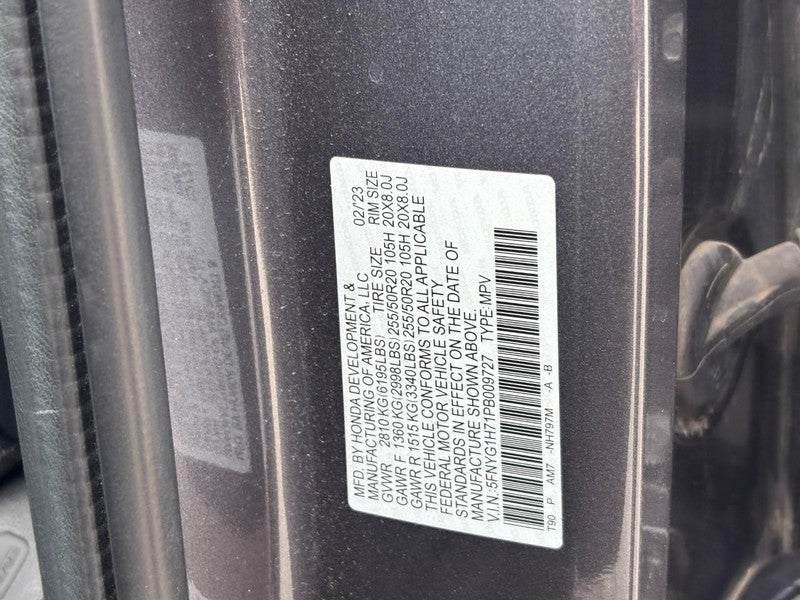 MFD. BY HONDA DEVELOPMENT &
MANUFACTURING OF AMERICA, LLC 02/'23
GVWR 2810 KG(6195LBS) TIRE SIZE RIM SIZE
GAWR F 1360 KG(2998LBS)255/50R20 105H 20X8.0J
GAWR R 1515 KG(3340LBS)255/50R20 105H 20X8.0J
THIS VEHICLE CONFORMS TO ALL APPLICABLE
FEDERAL MOTOR VEHICLE SAFETY
STANDARDS IN EFFECT ON THE DATE OF
MANUFACTURE SHOWN ABOVE.
V.I.N.:5FNYG1H71PB009727 TYPE:MPV
T90 P AM7 -NH797M -A -B